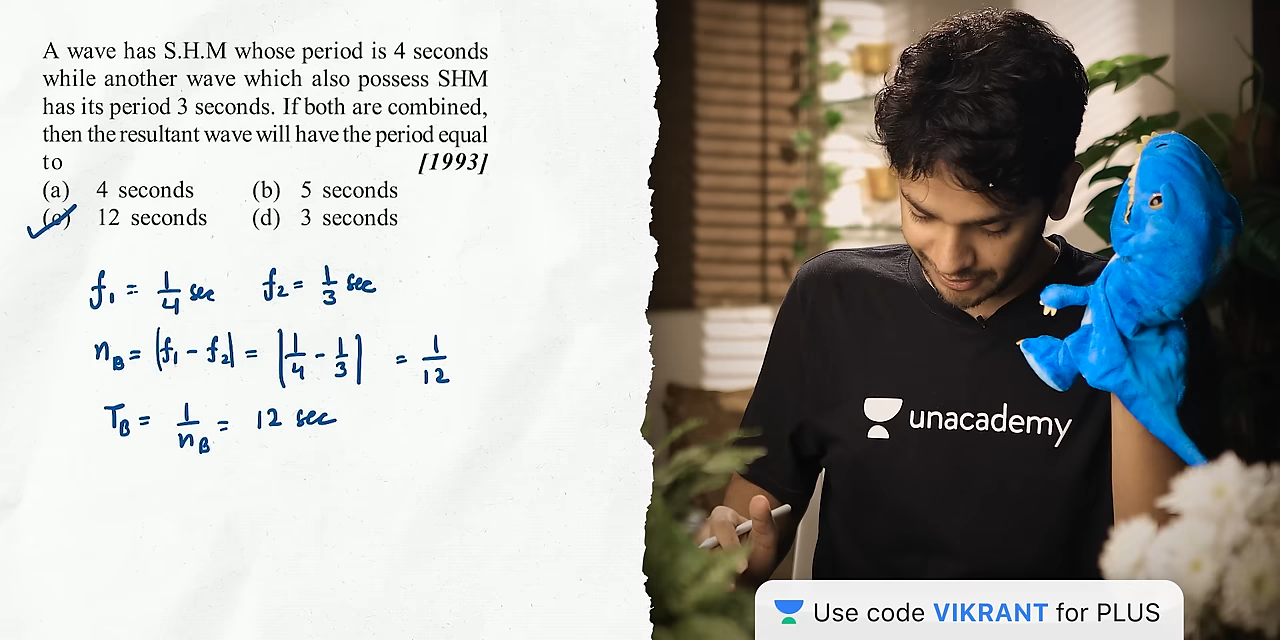 A wave has S.H.M whose period is 4 seconds
while another wave which also possess SHM
has its period 3 seconds. If both are combined,
then the resultant wave will have the period equal
to [1993]
(a) 4 seconds (b) 5 seconds
(c) 12 seconds (d) 3 seconds
f₁ = 1/4 sec f₂ = 1/3 sec
n_B = |f₁ - f₂| = |1/4 - 1/3| = 1/12
T_B = 1/n_B = 12 sec
unacademy
Use code VIKRANT for PLUS